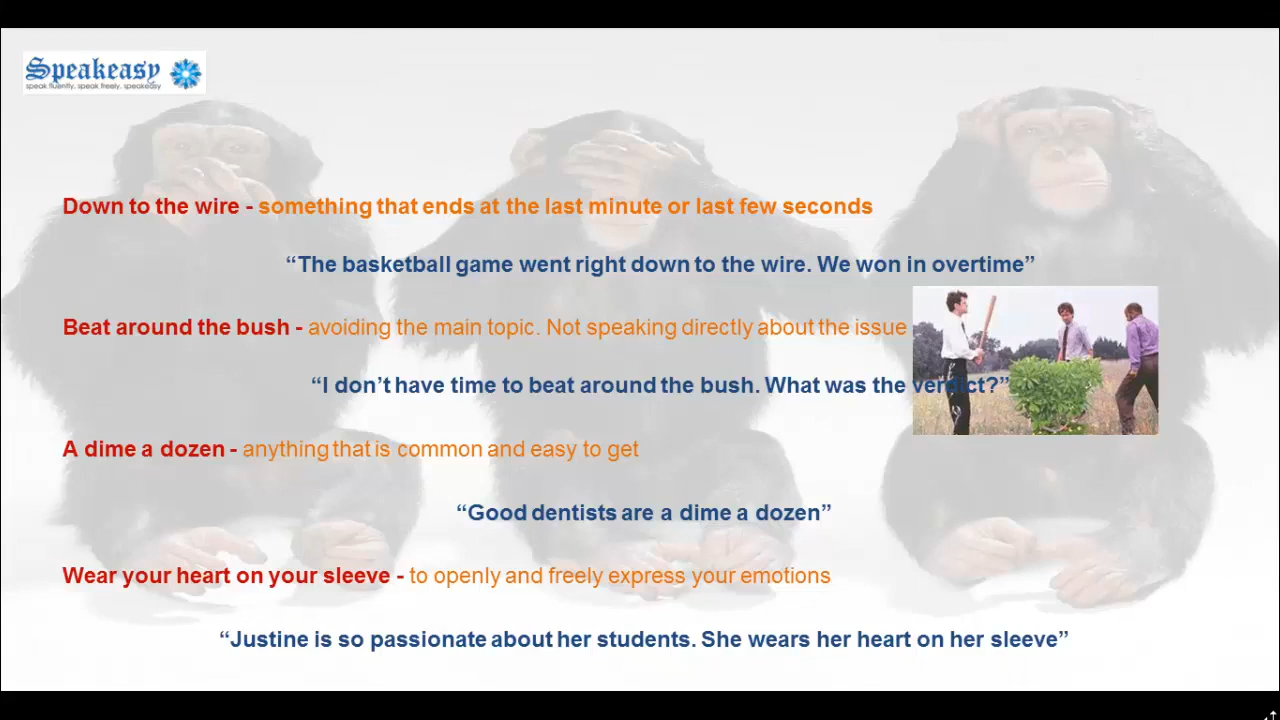 Speakeasy
speak fluently, speak freely, speakeasy
Down to the wire - something that ends at the last minute or last few seconds
“The basketball game went right down to the wire. We won in overtime”
Beat around the bush - avoiding the main topic. Not speaking directly about the issue
“I don’t have time to beat around the bush. What was the verdict?”
A dime a dozen - anything that is common and easy to get
“Good dentists are a dime a dozen”
Wear your heart on your sleeve - to openly and freely express your emotions
“Justine is so passionate about her students. She wears her heart on her sleeve”